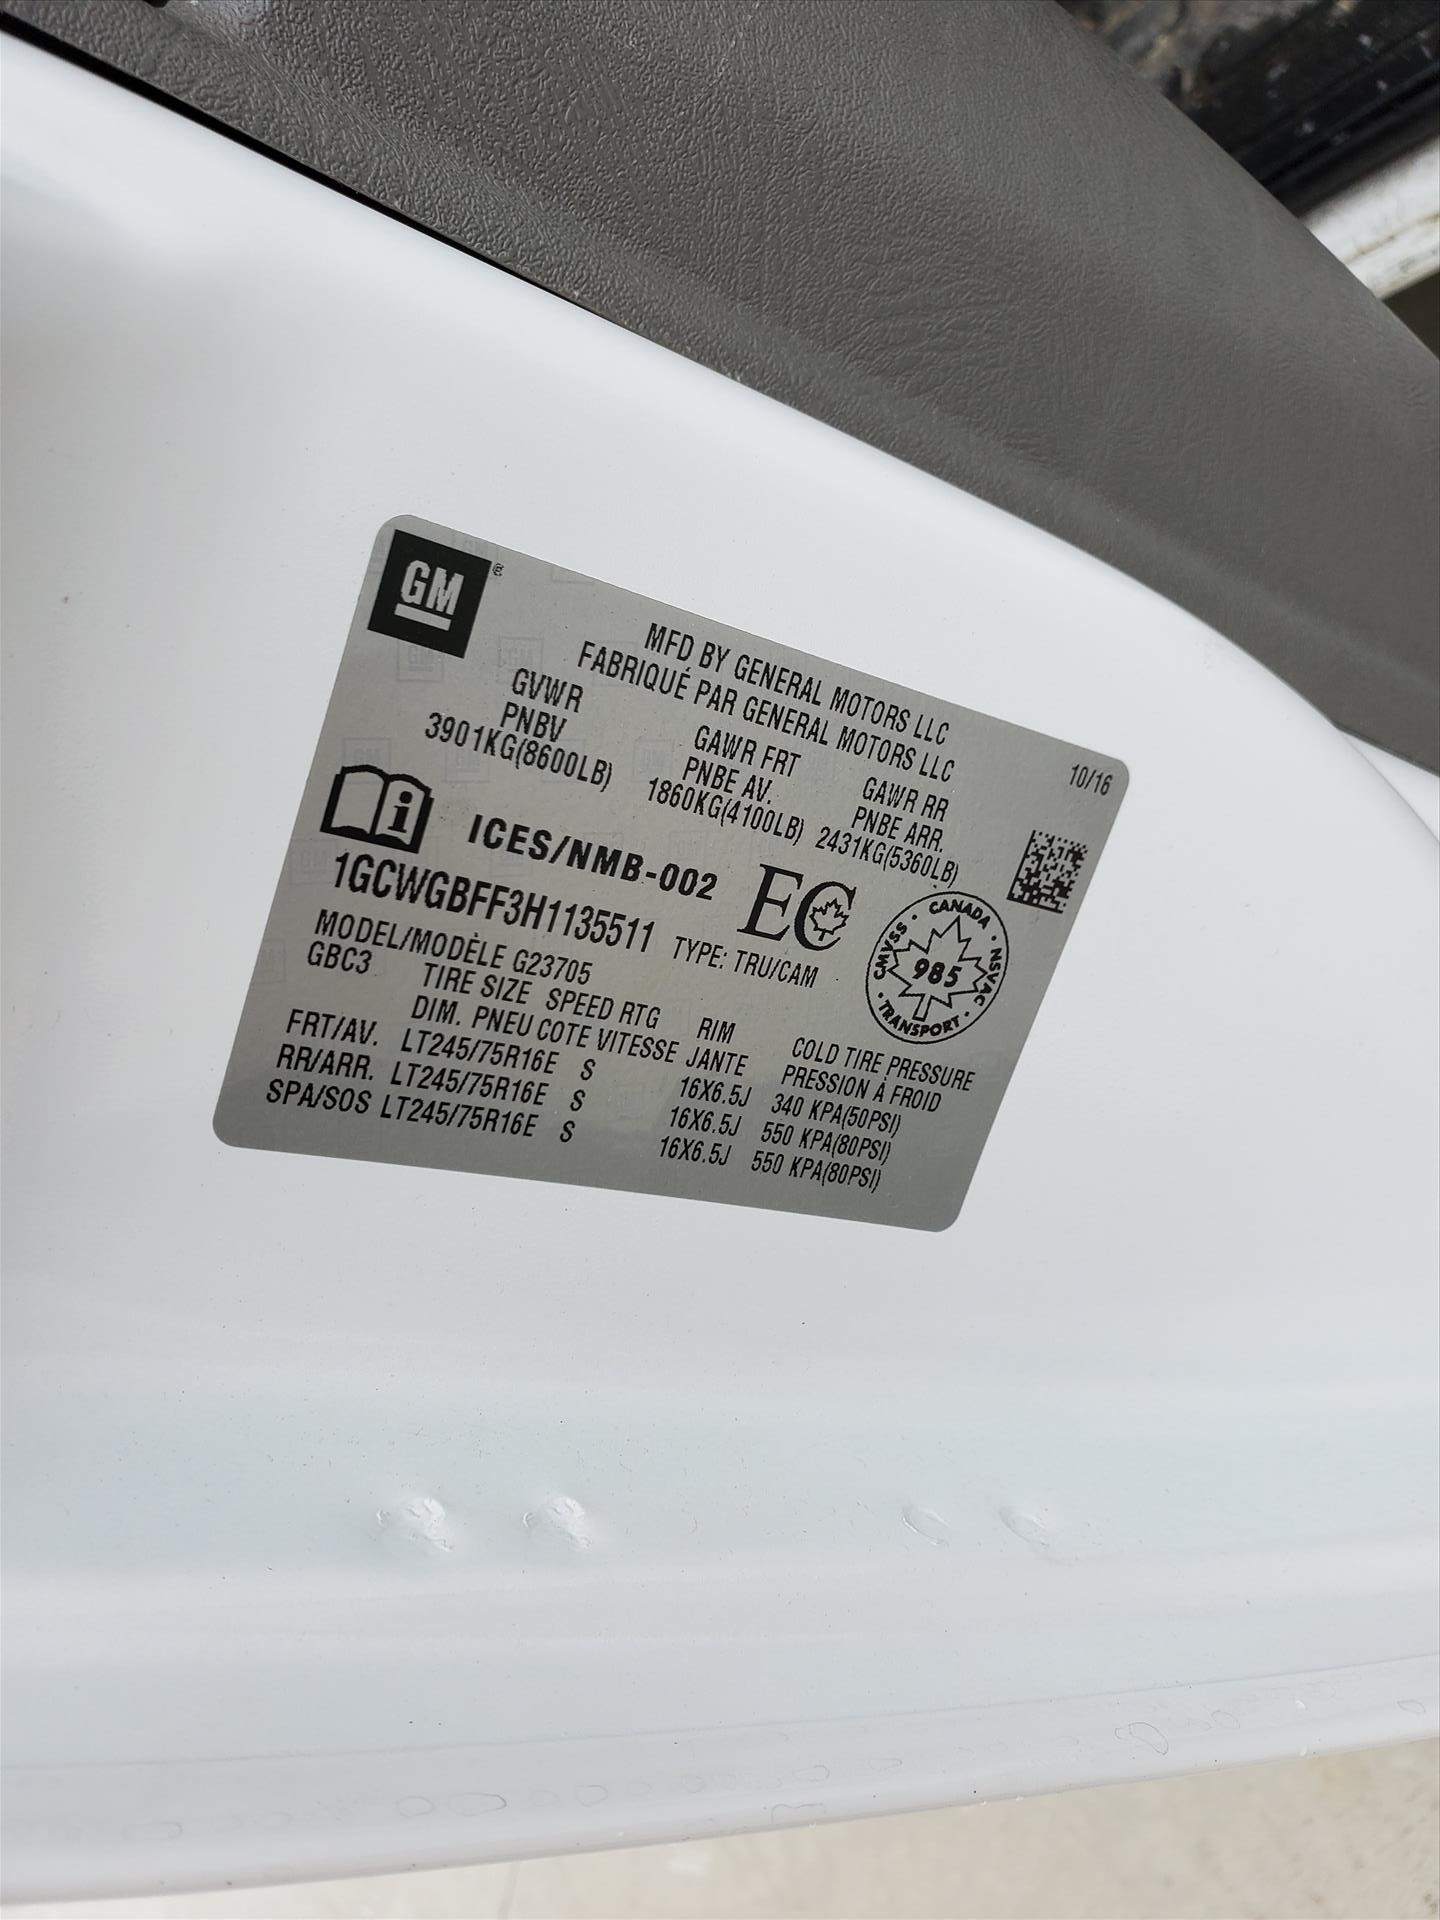 GM
MFD BY GENERAL MOTORS LLC
FABRIQUÉ PAR GENERAL MOTORS LLC
10/16
GVWR
PNBV
3901KG(8600LB)
GAWR FRT
PNBE AV.
1860KG(4100LB)
GAWR RR
PNBE ARR.
2431KG(5360LB)
i ICES/NMB-002
EC
1GCWGBFF3H1135511
TYPE: TRU/CAM
CANADA · NSVAC · TRANSPORT · CMVSS ·
985
MODEL/MODÈLE G23705
GBC3
TIRE SIZE SPEED RTG RIM COLD TIRE PRESSURE
DIM. PNEU COTE VITESSE JANTE PRESSION À FROID
FRT/AV. LT245/75R16E S 16X6.5J 340 KPA(50PSI)
RR/ARR. LT245/75R16E S 16X6.5J 550 KPA(80PSI)
SPA/SOS LT245/75R16E S 16X6.5J 550 KPA(80PSI)